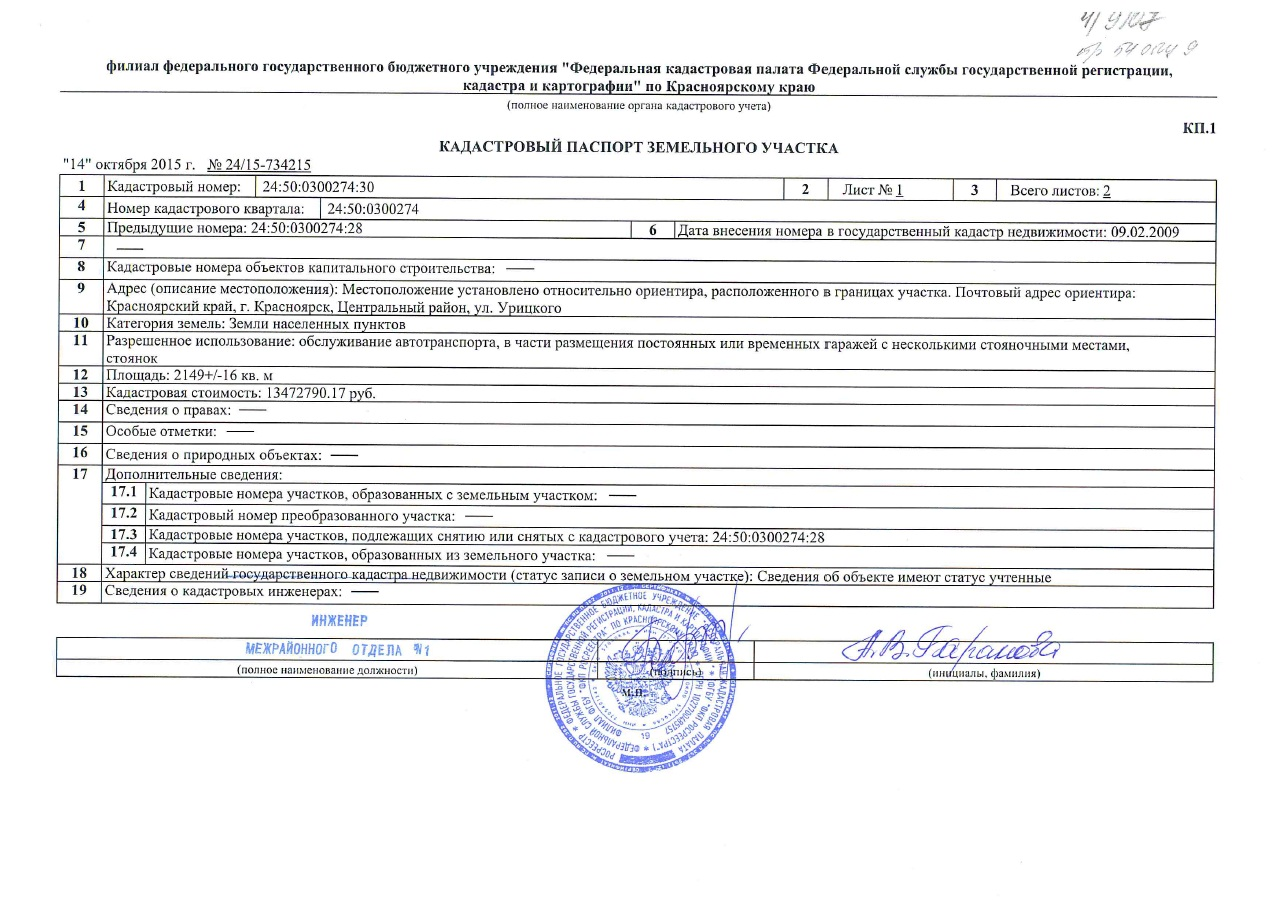 филиал федерального государственного бюджетного учреждения "Федеральная кадастровая палата Федеральной службы государственной регистрации,
кадастра и картографии" по Красноярскому краю
(полное наименование органа кадастрового учета)
КП.1
КАДАСТРОВЫЙ ПАСПОРТ ЗЕМЕЛЬНОГО УЧАСТКА
"14" октября 2015 г. № 24/15-734215
1 Кадастровый номер: 24:50:0300274:30 2 Лист № 1 3 Всего листов: 2
4 Номер кадастрового квартала: 24:50:0300274
5 Предыдущие номера: 24:50:0300274:28 6 Дата внесения номера в государственный кадастр недвижимости: 09.02.2009
7 ——
8 Кадастровые номера объектов капитального строительства: ——
9 Адрес (описание местоположения): Местоположение установлено относительно ориентира, расположенного в границах участка. Почтовый адрес ориентира:
Красноярский край, г. Красноярск, Центральный район, ул. Урицкого
10 Категория земель: Земли населенных пунктов
11 Разрешенное использование: обслуживание автотранспорта, в части размещения постоянных или временных гаражей с несколькими стояночными местами,
стоянок
12 Площадь: 2149+/-16 кв. м
13 Кадастровая стоимость: 13472790.17 руб.
14 Сведения о правах: ——
15 Особые отметки: ——
16 Сведения о природных объектах: ——
17 Дополнительные сведения:
17.1 Кадастровые номера участков, образованных с земельным участком: ——
17.2 Кадастровый номер преобразованного участка: ——
17.3 Кадастровые номера участков, подлежащих снятию или снятых с кадастрового учета: 24:50:0300274:28
17.4 Кадастровые номера участков, образованных из земельного участка: ——
18 Характер сведений государственного кадастра недвижимости (статус записи о земельном участке): Сведения об объекте имеют статус учтенные
19 Сведения о кадастровых инженерах: ——
ИНЖЕНЕР
МЕЖРАЙОННОГО ОТДЕЛА №1
(полное наименование должности) (подпись) (инициалы, фамилия)
М.П.